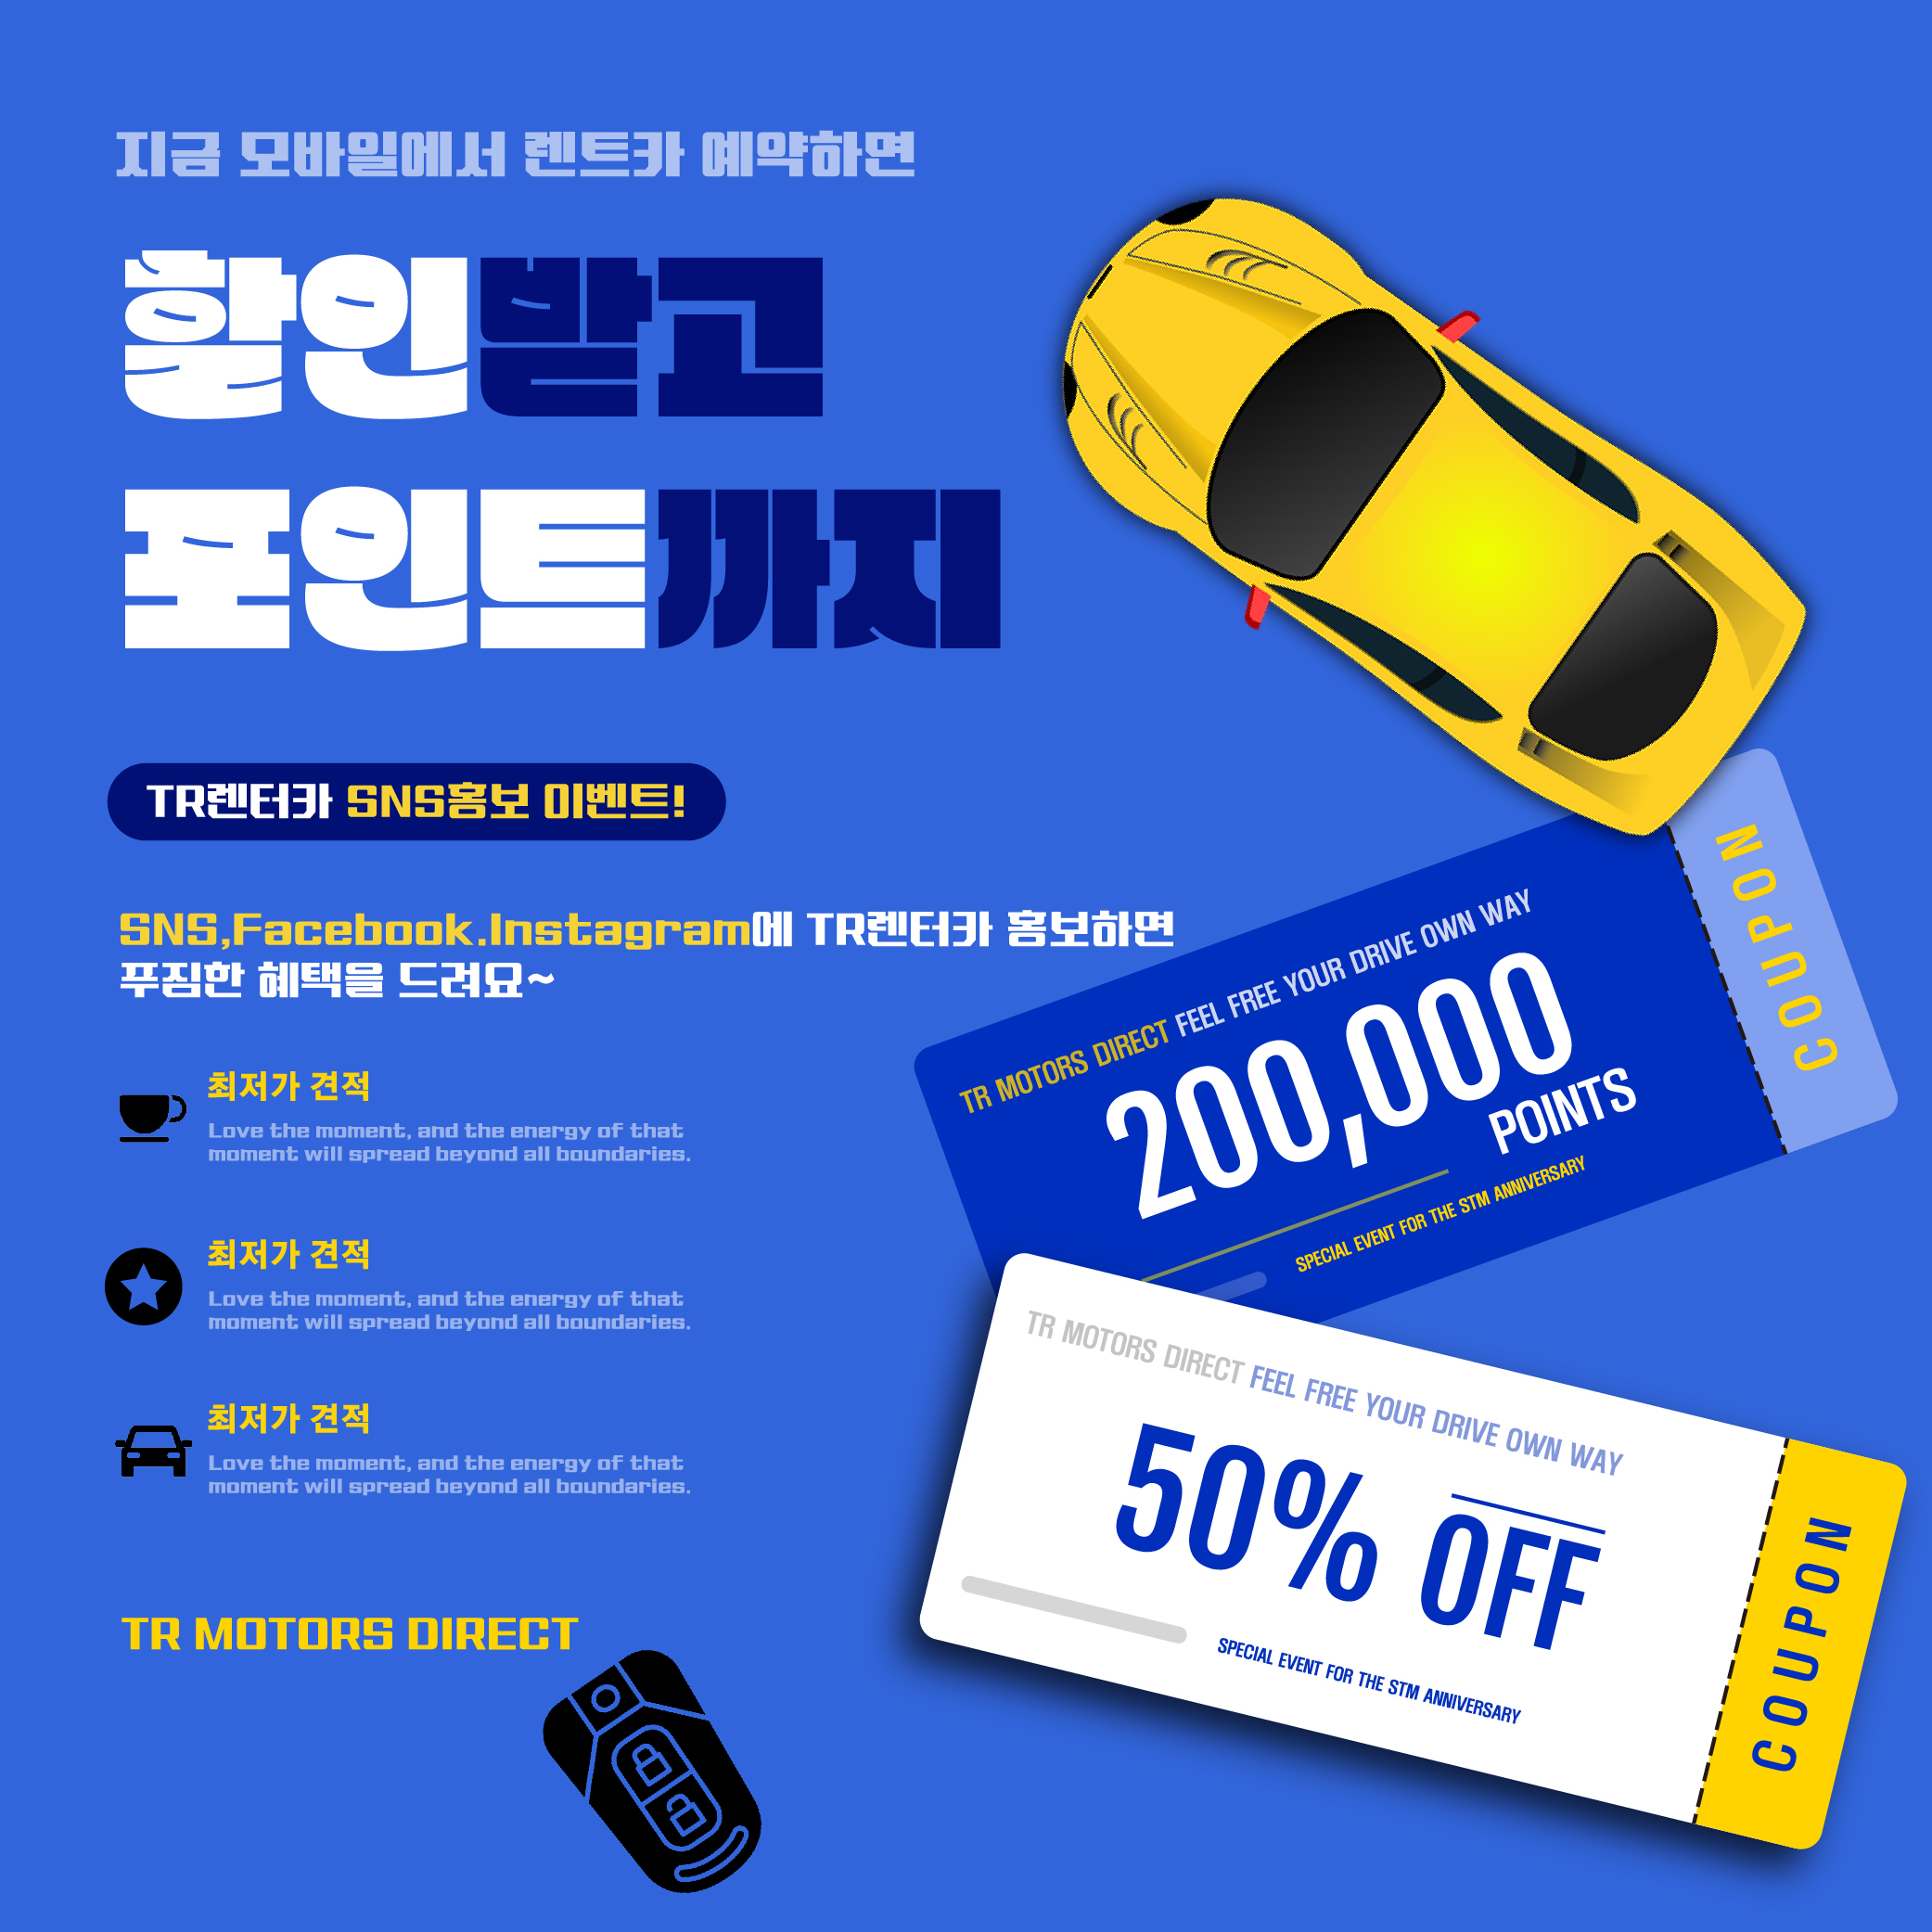 지금 모바일에서 렌트카 예약하면
할인받고
포인트까지
TR렌터카 SNS홍보 이벤트!
SNS,Facebook.Instagram에 TR렌터카 홍보하면
푸짐한 혜택을 드려요~
최저가 견적
Love the moment, and the energy of that
moment will spread beyond all boundaries.
최저가 견적
Love the moment, and the energy of that
moment will spread beyond all boundaries.
최저가 견적
Love the moment, and the energy of that
moment will spread beyond all boundaries.
TR MOTORS DIRECT
TR MOTORS DIRECT FEEL FREE YOUR DRIVE OWN WAY
200,000
POINTS
SPECIAL EVENT FOR THE STM ANNIVERSARY
COUPON
TR MOTORS DIRECT FEEL FREE YOUR DRIVE OWN WAY
50% OFF
SPECIAL EVENT FOR THE STM ANNIVERSARY
COUPON